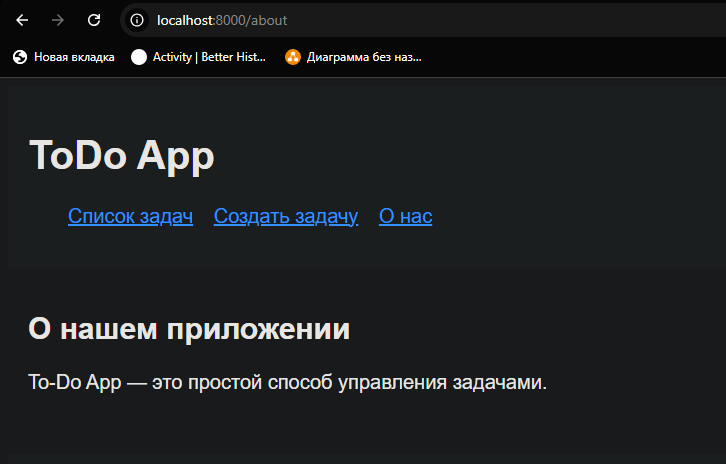 localhost:8000/about
Новая вкладка Activity | Better Hist... Диаграмма без наз...
ToDo App
Список задач Создать задачу О нас
О нашем приложении
To-Do App — это простой способ управления задачами.